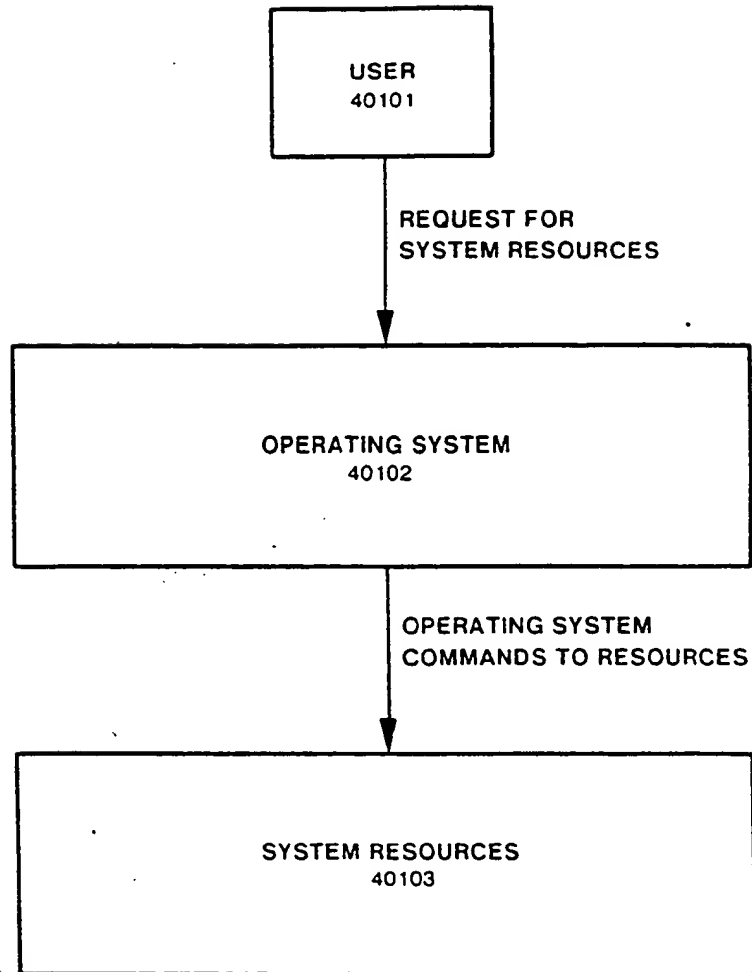 USER
40101
REQUEST FOR
SYSTEM RESOURCES
OPERATING SYSTEM
40102
OPERATING SYSTEM
COMMANDS TO RESOURCES
SYSTEM RESOURCES
40103